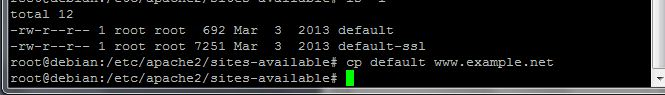 total 12
-rw-r--r-- 1 root root  692 Mar  3  2013 default
-rw-r--r-- 1 root root 7251 Mar  3  2013 default-ssl
root@debian:/etc/apache2/sites-available# cp default www.example.net
root@debian:/etc/apache2/sites-available#